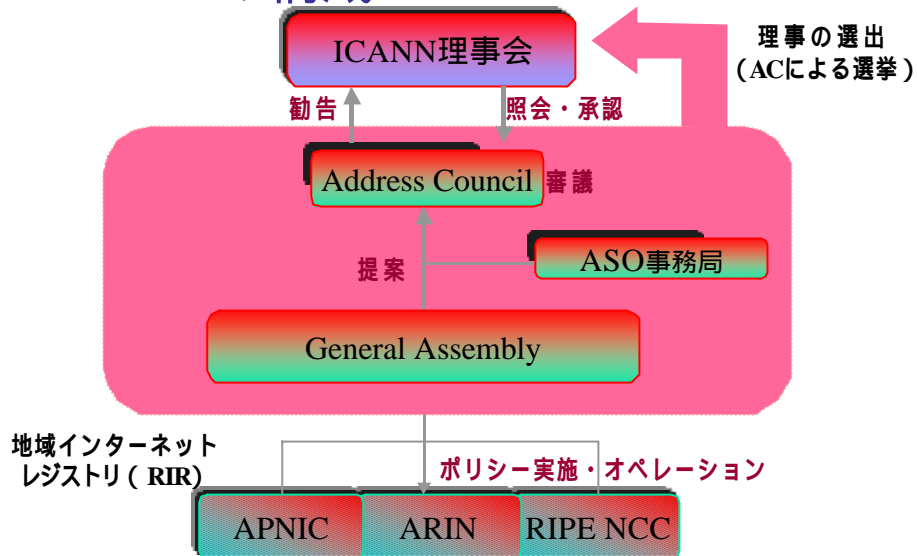 ICANN理事会
理事の選出
(ACによる選挙)
勧告
照会・承認
Address Council
審議
ASO事務局
提案
General Assembly
地域インターネット
レジストリ(RIR)
ポリシー実施・オペレーション
APNIC
ARIN
RIPE NCC